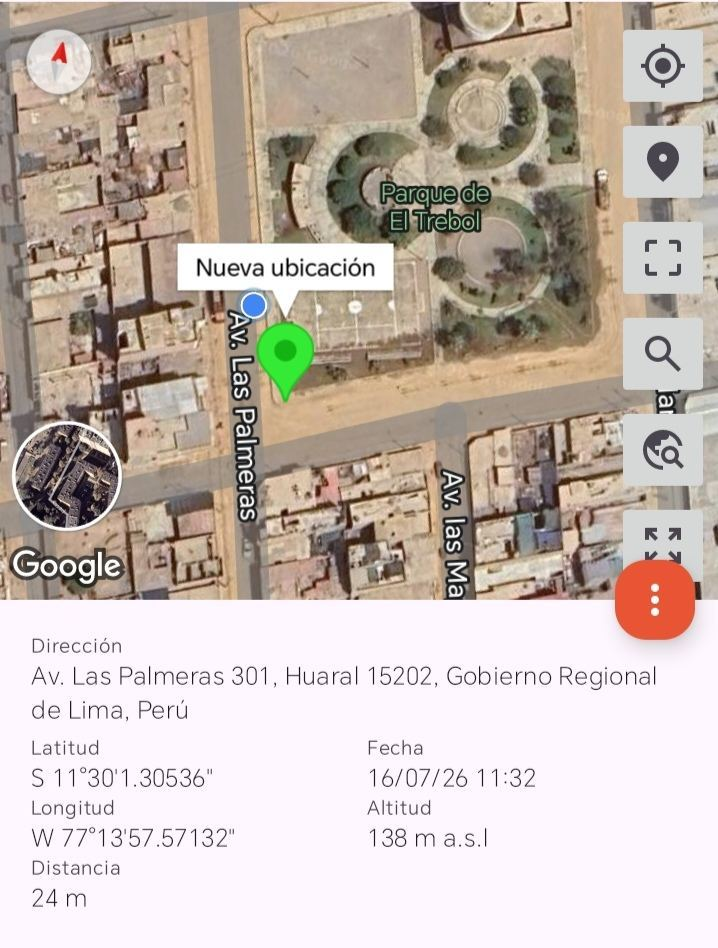 Parque de
El Trebol
Nueva ubicación
Av. Las Palmeras
Av. las Ma
Google
Dirección
Av. Las Palmeras 301, Huaral 15202, Gobierno Regional
de Lima, Perú
Latitud
S 11°30'1.30536"
Fecha
16/07/26 11:32
Longitud
W 77°13'57.57132"
Altitud
138 m a.s.l
Distancia
24 m